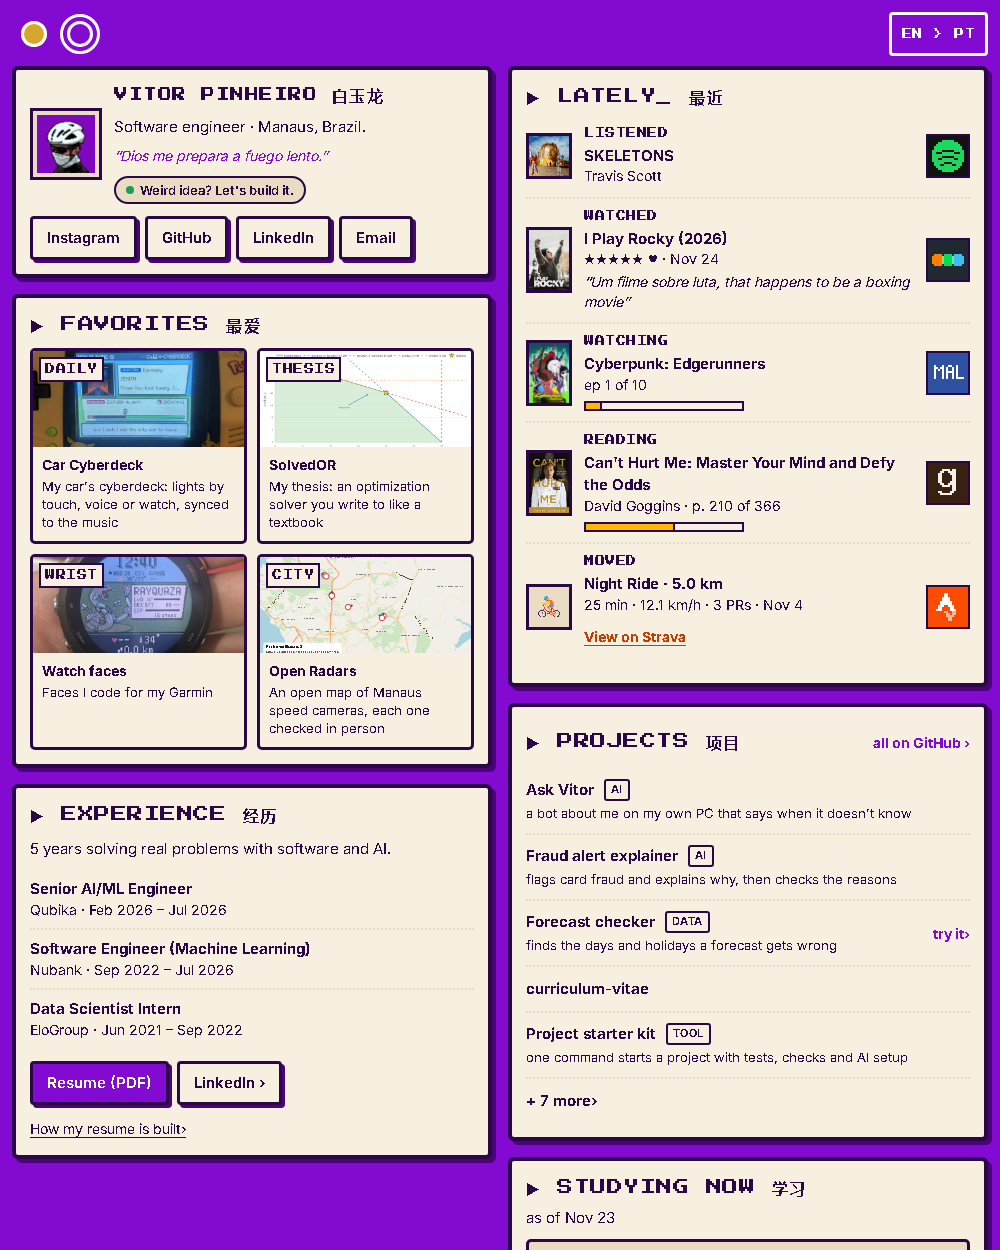 EN > PT
VITOR PINHEIRO 白玉龙
Software engineer · Manaus, Brazil.
“Dios me prepara a fuego lento.”
Weird idea? Let's build it.
Instagram
GitHub
LinkedIn
Email
FAVORITES 最爱
DAILY
Car Cyberdeck
My car's cyberdeck: lights by
touch, voice or watch, synced
to the music
THESIS
SolvedOR
My thesis: an optimization
solver you write to like a
textbook
WRIST
12:40
RAYQUAZA
Watch faces
Faces I code for my Garmin
CITY
Open Radars
An open map of Manaus
speed cameras, each one
checked in person
EXPERIENCE 经历
5 years solving real problems with software and AI.
Senior AI/ML Engineer
Qubika · Feb 2026 – Jul 2026
Software Engineer (Machine Learning)
Nubank · Sep 2022 – Jul 2026
Data Scientist Intern
EloGroup · Jun 2021 – Sep 2022
Resume (PDF)
LinkedIn ›
How my resume is built›
LATELY_ 最近
LISTENED
SKELETONS
Travis Scott
WATCHED
I Play Rocky (2026)
★★★★★ ♥ · Nov 24
“Um filme sobre luta, that happens to be a boxing
movie”
I PLAY
ROCKY
WATCHING
Cyberpunk: Edgerunners
ep 1 of 10
MAL
READING
Can’t Hurt Me: Master Your Mind and Defy
the Odds
David Goggins · p. 210 of 366
CAN'T
HURT
ME
g
MOVED
Night Ride · 5.0 km
25 min · 12.1 km/h · 3 PRs · Nov 4
View on Strava
PROJECTS 项目
all on GitHub ›
Ask Vitor AI
a bot about me on my own PC that says when it doesn’t know
Fraud alert explainer AI
flags card fraud and explains why, then checks the reasons
Forecast checker DATA
finds the days and holidays a forecast gets wrong
try it›
curriculum-vitae
Project starter kit TOOL
one command starts a project with tests, checks and AI setup
+ 7 more›
STUDYING NOW 学习
as of Nov 23